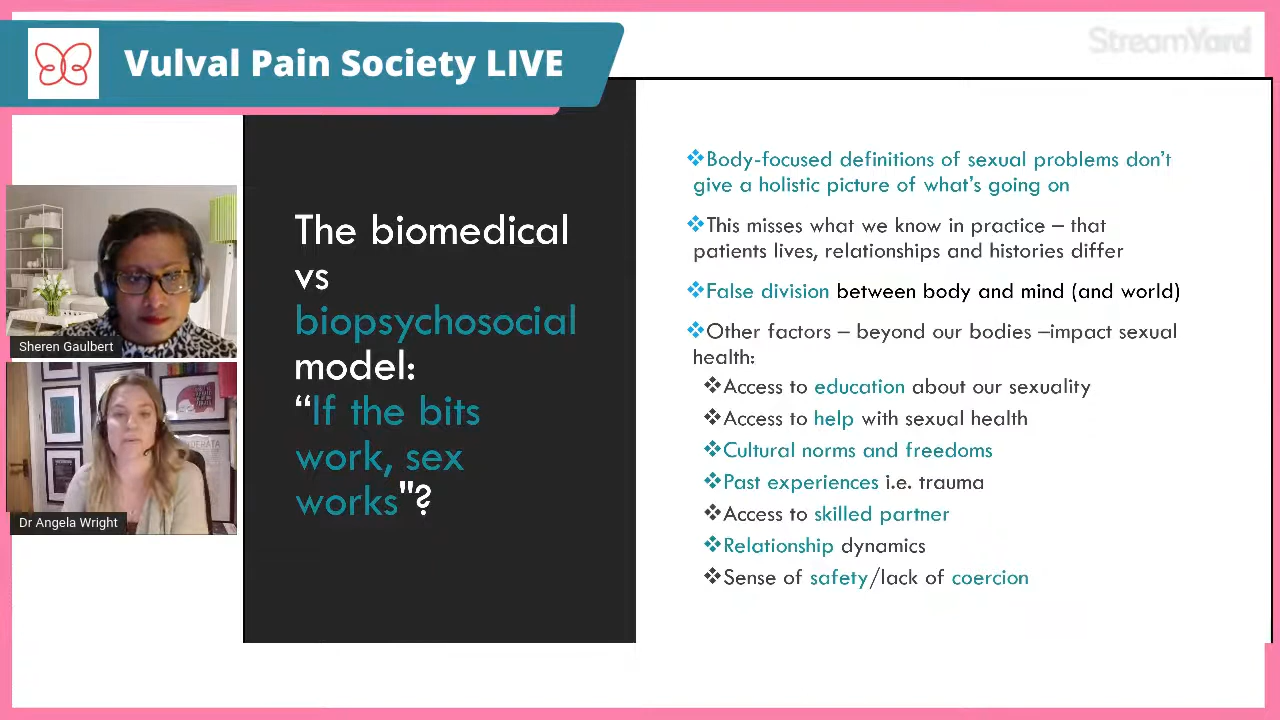 Vulval Pain Society LIVE
StreamYard
Sheren Gaulbert
Dr Angela Wright
The biomedical
vs
biopsychosocial
model:
“If the bits
work, sex
works"?
❖Body-focused definitions of sexual problems don’t
give a holistic picture of what’s going on
❖This misses what we know in practice – that
patients lives, relationships and histories differ
❖False division between body and mind (and world)
❖Other factors – beyond our bodies –impact sexual
health:
❖Access to education about our sexuality
❖Access to help with sexual health
❖Cultural norms and freedoms
❖Past experiences i.e. trauma
❖Access to skilled partner
❖Relationship dynamics
❖Sense of safety/lack of coercion